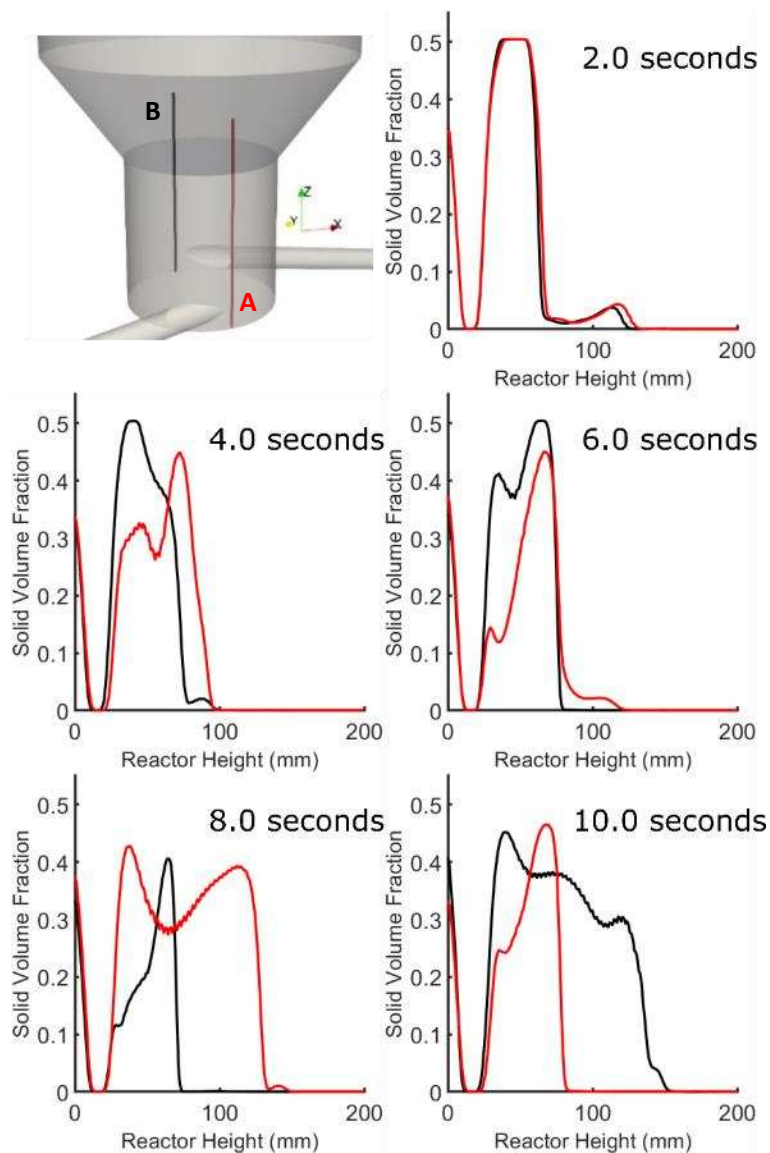 B
A
Z
Y
X
2.0 seconds
Solid Volume Fraction
0.5
0.4
0.3
0.2
0.1
0
0 100 200
Reactor Height (mm)
4.0 seconds
Solid Volume Fraction
0.5
0.4
0.3
0.2
0.1
0
0 100 200
Reactor Height (mm)
6.0 seconds
Solid Volume Fraction
0.5
0.4
0.3
0.2
0.1
0
0 100 200
Reactor Height (mm)
8.0 seconds
Solid Volume Fraction
0.5
0.4
0.3
0.2
0.1
0
0 100 200
Reactor Height (mm)
10.0 seconds
Solid Volume Fraction
0.5
0.4
0.3
0.2
0.1
0
0 100 200
Reactor Height (mm)